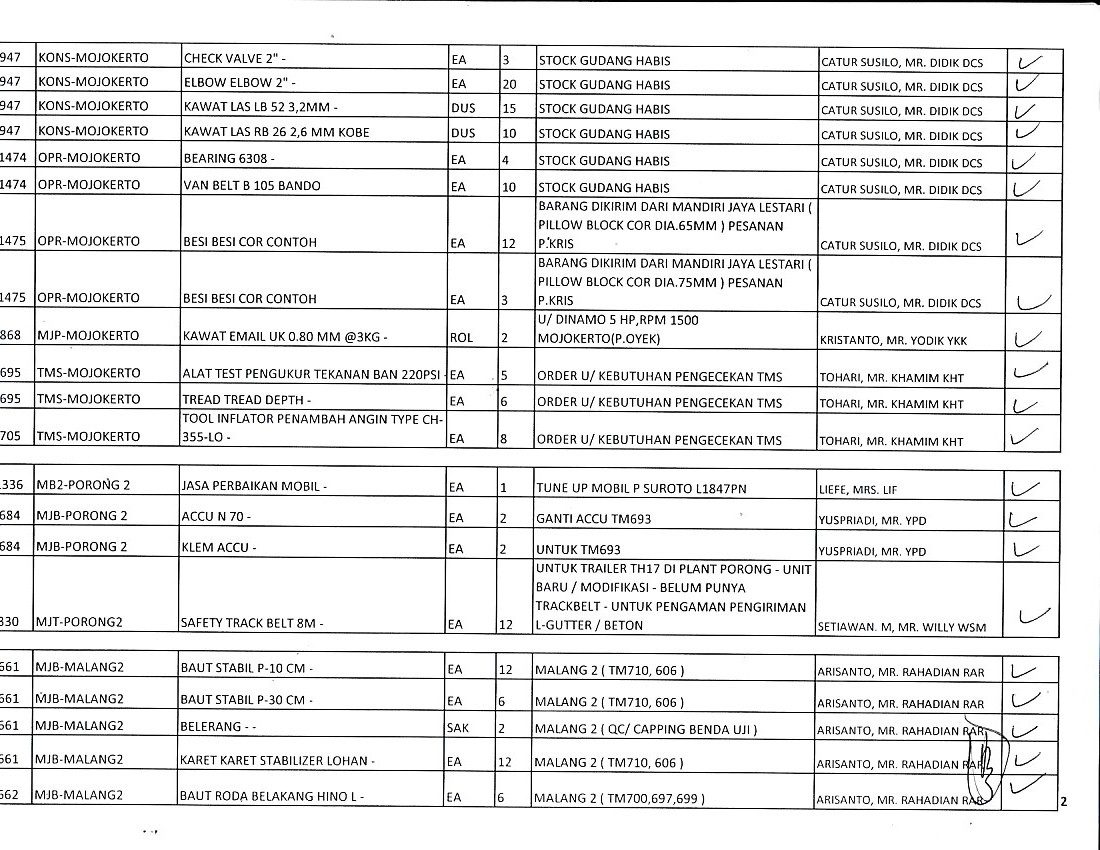 947 KONS-MOJOKERTO CHECK VALVE 2" - EA 3 STOCK GUDANG HABIS CATUR SUSILO, MR. DIDIK DCS
947 KONS-MOJOKERTO ELBOW ELBOW 2" - EA 20 STOCK GUDANG HABIS CATUR SUSILO, MR. DIDIK DCS
947 KONS-MOJOKERTO KAWAT LAS LB 52 3,2MM - DUS 15 STOCK GUDANG HABIS CATUR SUSILO, MR. DIDIK DCS
947 KONS-MOJOKERTO KAWAT LAS RB 26 2,6 MM KOBE DUS 10 STOCK GUDANG HABIS CATUR SUSILO, MR. DIDIK DCS
1474 OPR-MOJOKERTO BEARING 6308 - EA 4 STOCK GUDANG HABIS CATUR SUSILO, MR. DIDIK DCS
1474 OPR-MOJOKERTO VAN BELT B 105 BANDO EA 10 STOCK GUDANG HABIS CATUR SUSILO, MR. DIDIK DCS
BARANG DIKIRIM DARI MANDIRI JAYA LESTARI (
PILLOW BLOCK COR DIA.65MM ) PESANAN
1475 OPR-MOJOKERTO BESI BESI COR CONTOH EA 12 P.KRIS CATUR SUSILO, MR. DIDIK DCS
BARANG DIKIRIM DARI MANDIRI JAYA LESTARI (
PILLOW BLOCK COR DIA.75MM ) PESANAN
1475 OPR-MOJOKERTO BESI BESI COR CONTOH EA 3 P.KRIS CATUR SUSILO, MR. DIDIK DCS
U/ DINAMO 5 HP,RPM 1500
868 MJP-MOJOKERTO KAWAT EMAIL UK 0.80 MM @3KG - ROL 2 MOJOKERTO(P.OYEK) KRISTANTO, MR. YODIK YKK
695 TMS-MOJOKERTO ALAT TEST PENGUKUR TEKANAN BAN 220PSI - EA 5 ORDER U/ KEBUTUHAN PENGECEKAN TMS TOHARI, MR. KHAMIM KHT
695 TMS-MOJOKERTO TREAD TREAD DEPTH - EA 6 ORDER U/ KEBUTUHAN PENGECEKAN TMS TOHARI, MR. KHAMIM KHT
TOOL INFLATOR PENAMBAH ANGIN TYPE CH-
705 TMS-MOJOKERTO 355-LO - EA 8 ORDER U/ KEBUTUHAN PENGECEKAN TMS TOHARI, MR. KHAMIM KHT
1336 MB2-PORONG 2 JASA PERBAIKAN MOBIL - EA 1 TUNE UP MOBIL P SUROTO L1847PN LIEFE, MRS. LIF
684 MJB-PORONG 2 ACCU N 70 - EA 2 GANTI ACCU TM693 YUSPRIADI, MR. YPD
684 MJB-PORONG 2 KLEM ACCU - EA 2 UNTUK TM693 YUSPRIADI, MR. YPD
UNTUK TRAILER TH17 DI PLANT PORONG - UNIT
BARU / MODIFIKASI - BELUM PUNYA
TRACKBELT - UNTUK PENGAMAN PENGIRIMAN
330 MJT-PORONG2 SAFETY TRACK BELT 8M - EA 12 L-GUTTER / BETON SETIAWAN. M, MR. WILLY WSM
661 MJB-MALANG2 BAUT STABIL P-10 CM - EA 12 MALANG 2 ( TM710, 606 ) ARISANTO, MR. RAHADIAN RAR
661 MJB-MALANG2 BAUT STABIL P-30 CM - EA 6 MALANG 2 ( TM710, 606 ) ARISANTO, MR. RAHADIAN RAR
661 MJB-MALANG2 BELERANG - - SAK 2 MALANG 2 ( QC/ CAPPING BENDA UJI ) ARISANTO, MR. RAHADIAN RAR
661 MJB-MALANG2 KARET KARET STABILIZER LOHAN - EA 12 MALANG 2 ( TM710, 606 ) ARISANTO, MR. RAHADIAN RAR
662 MJB-MALANG2 BAUT RODA BELAKANG HINO L - EA 6 MALANG 2 ( TM700,697,699 ) ARISANTO, MR. RAHADIAN RAR
2